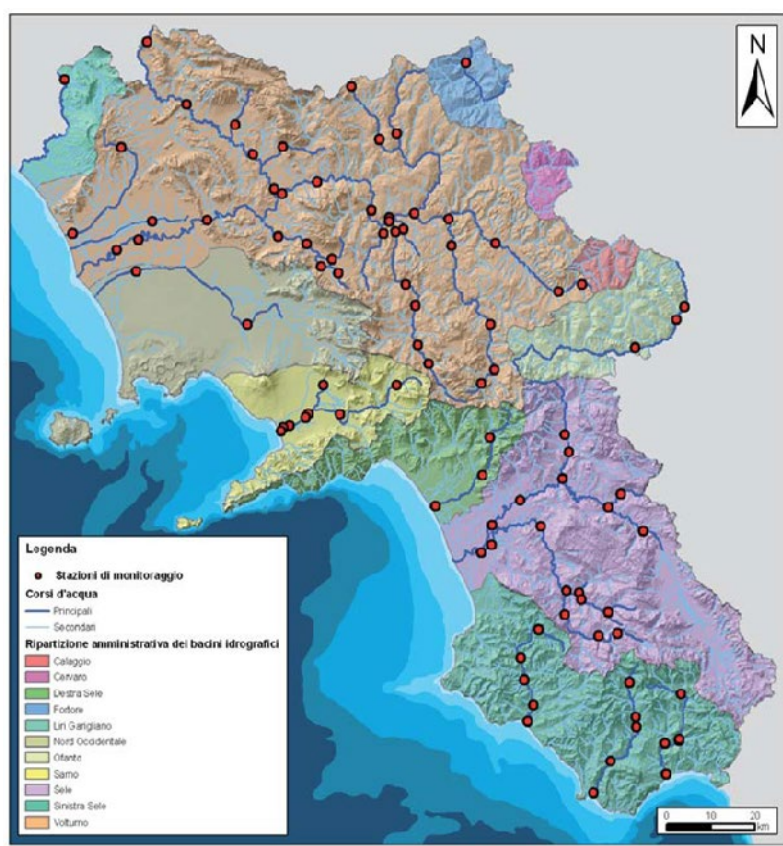 N
Legenda
Stazioni di monitoraggio
Corsi d'acqua
Principali
Secondari
Ripartizione amministrativa dei bacini idrografici
Calaggio
Cervaro
Destra Sele
Fortore
Liri Garigliano
Nord Occidentale
Ofanto
Sarno
Sele
Sinistra Sele
Volturno
0 10 20
km